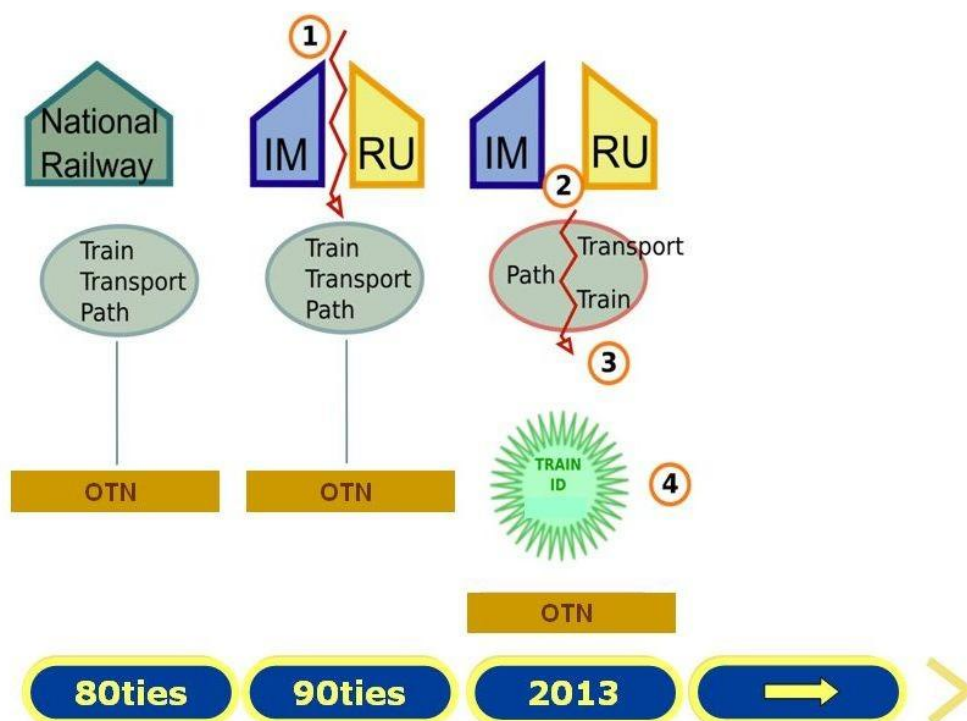 1
National
Railway
IM
RU
IM
RU
2
Train
Transport
Path
Train
Transport
Path
Transport
Path
Train
3
TRAIN
ID
4
OTN
OTN
OTN
80ties
90ties
2013